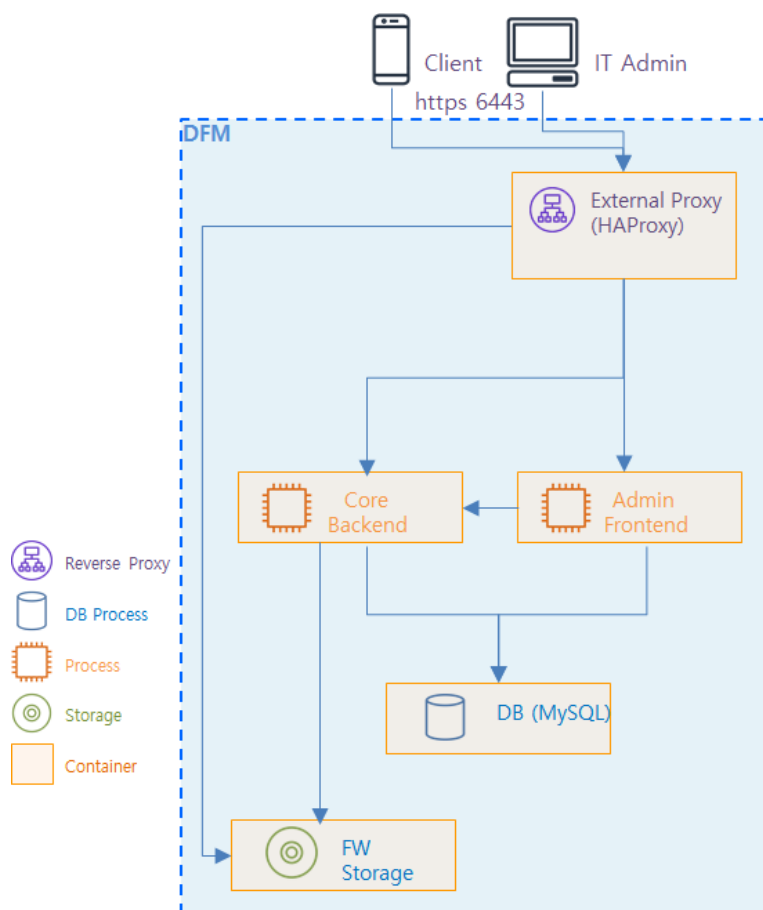 Client
IT Admin
https 6443
DFM
External Proxy
(HAProxy)
Core
Backend
Admin
Frontend
Reverse Proxy
DB Process
Process
Storage
Container
DB (MySQL)
FW
Storage